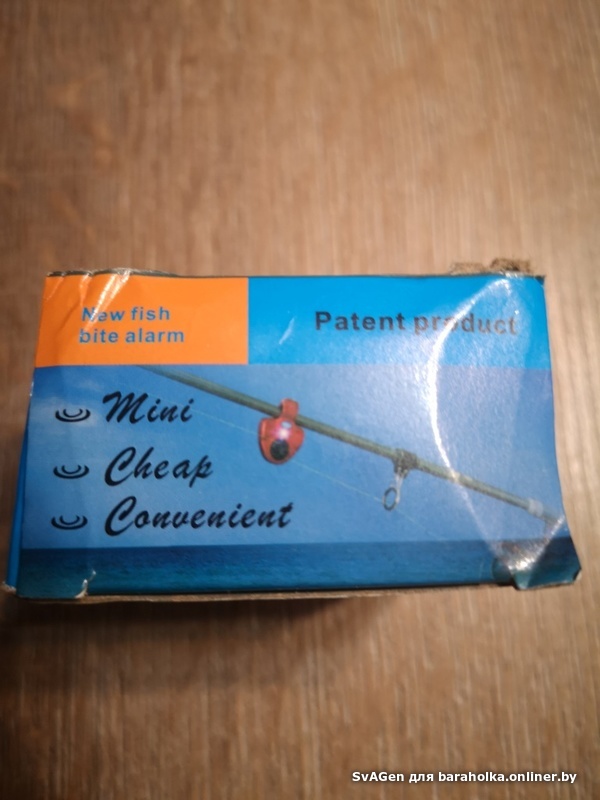 New fish
bite alarm
Patent product
Mini
Cheap
Convenient
SvAGen для baraholka.onliner.by